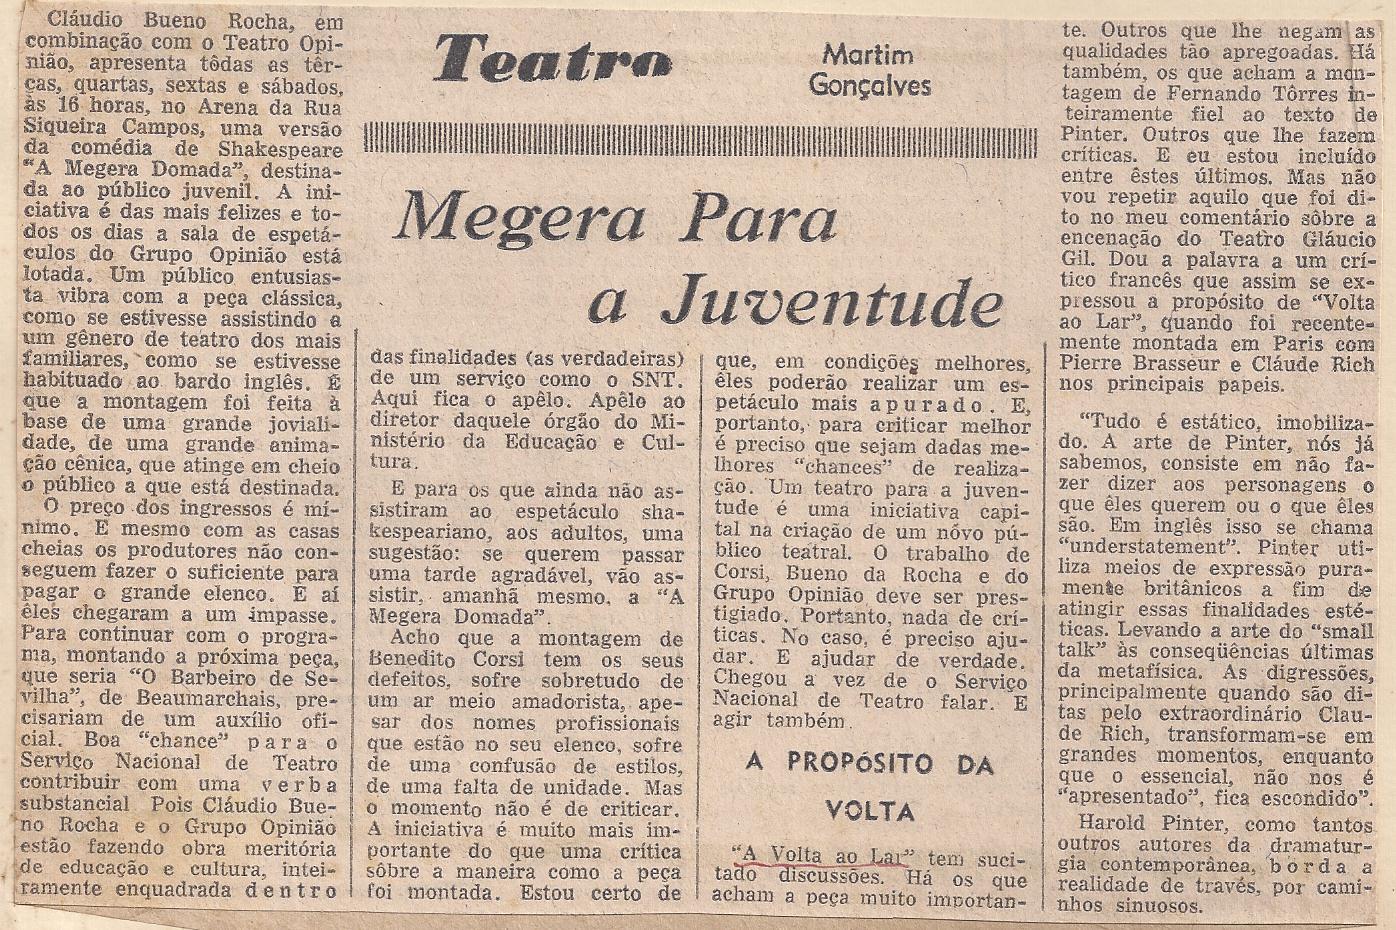 Teatro
Martim
Gonçalves
Megera Para
a Juventude
Cláudio Bueno Rocha, em
combinação com o Teatro Opi-
nião, apresenta tôdas as têr-
ças, quartas, sextas e sábados,
às 16 horas, no Arena da Rua
Siqueira Campos, uma versão
da comédia de Shakespeare
"A Megera Domada", destina-
da ao público juvenil. A ini-
ciativa é das mais felizes e to-
dos os dias a sala de espetá-
culos do Grupo Opinião está
lotada. Um público entusias-
ta vibra com a peça clássica,
como se estivesse assistindo a
um gênero de teatro dos mais
familiares, como se estivesse
habituado ao bardo inglês. É
que a montagem foi feita à
base de uma grande joviali-
dade, de uma grande anima-
ção cênica, que atinge em cheio
o público a que está destinada.
O preço dos ingressos é mí-
nimo. E mesmo com as casas
cheias os produtores não con-
seguem fazer o suficiente para
pagar o grande elenco. E aí
êles chegaram a um impasse.
Para continuar com o progra-
ma, montando a próxima peça,
que seria "O Barbeiro de Se-
vilha", de Beaumarchais, pre-
cisariam de um auxílio ofi-
cial. Boa "chance" para o
Serviço Nacional de Teatro
contribuir com uma verba
substancial Pois Cláudio Bue-
no Rocha e o Grupo Opinião
estão fazendo obra meritória
de educação e cultura, intei-
ramente enquadrada dentro
das finalidades (as verdadeiras)
de um serviço como o SNT.
Aqui fica o apêlo. Apêlo ao
diretor daquele órgão do Mi-
nistério da Educação e Cul-
tura.
E para os que ainda não as-
sistiram ao espetáculo sha-
kespeariano, aos adultos, uma
sugestão: se querem passar
uma tarde agradável, vão as-
sistir, amanhã mesmo, a "A
Megera Domada".
Acho que a montagem de
Benedito Corsi tem os seus
defeitos, sofre sobretudo de
um ar meio amadorista, ape-
sar dos nomes profissionais
que estão no seu elenco, sofre
de uma confusão de estilos,
de uma falta de unidade. Mas
o momento não é de criticar.
A iniciativa é muito mais im-
portante do que uma crítica
sôbre a maneira como a peça
foi montada. Estou certo de
que, em condições melhores,
êles poderão realizar um es-
petáculo mais apurado. E,
portanto, para criticar melhor
é preciso que sejam dadas me-
lhores "chances" de realiza-
ção. Um teatro para a juven-
tude é uma iniciativa capi-
tal na criação de um nôvo pú-
blico teatral. O trabalho de
Corsi, Bueno da Rocha e do
Grupo Opinião deve ser pres-
tigiado. Portanto, nada de crí-
ticas. No caso, é preciso aju-
dar. E ajudar de verdade.
Chegou a vez de o Serviço
Nacional de Teatro falar. E
agir também.
A PROPÓSITO DA
VOLTA
"A Volta ao Lar" tem suci-
tado discussões. Há os que
acham a peça muito importan-
te. Outros que lhe negam as
qualidades tão apregoadas. Há
também, os que acham a mon-
tagem de Fernando Tôrres in-
teiramente fiel ao texto de
Pinter. Outros que lhe fazem
críticas. E eu estou incluído
entre êstes últimos. Mas não
vou repetir aquilo que foi di-
to no meu comentário sôbre a
encenação do Teatro Gláucio
Gil. Dou a palavra a um crí-
tico francês que assim se ex-
pressou a propósito de "Volta
ao Lar", quando foi recente-
mente montada em Paris com
Pierre Brasseur e Cláude Rich
nos principais papeis.
"Tudo é estático, imobiliza-
do. A arte de Pinter, nós já
sabemos, consiste em não fa-
zer dizer aos personagens o
que êles querem ou o que êles
são. Em inglês isso se chama
"understatement". Pinter uti-
liza meios de expressão pura-
mente britânicos a fim de
atingir essas finalidades esté-
ticas. Levando a arte do "small
talk" às conseqüências últimas
da metafísica. As digressões,
principalmente quando são di-
tas pelo extraordinário Clau-
de Rich, transformam-se em
grandes momentos, enquanto
que o essencial, não nos é
"apresentado", fica escondido".
Harold Pinter, como tantos
outros autores da dramatur-
gia contemporânea, borda a
realidade de través, por cami-
nhos sinuosos.